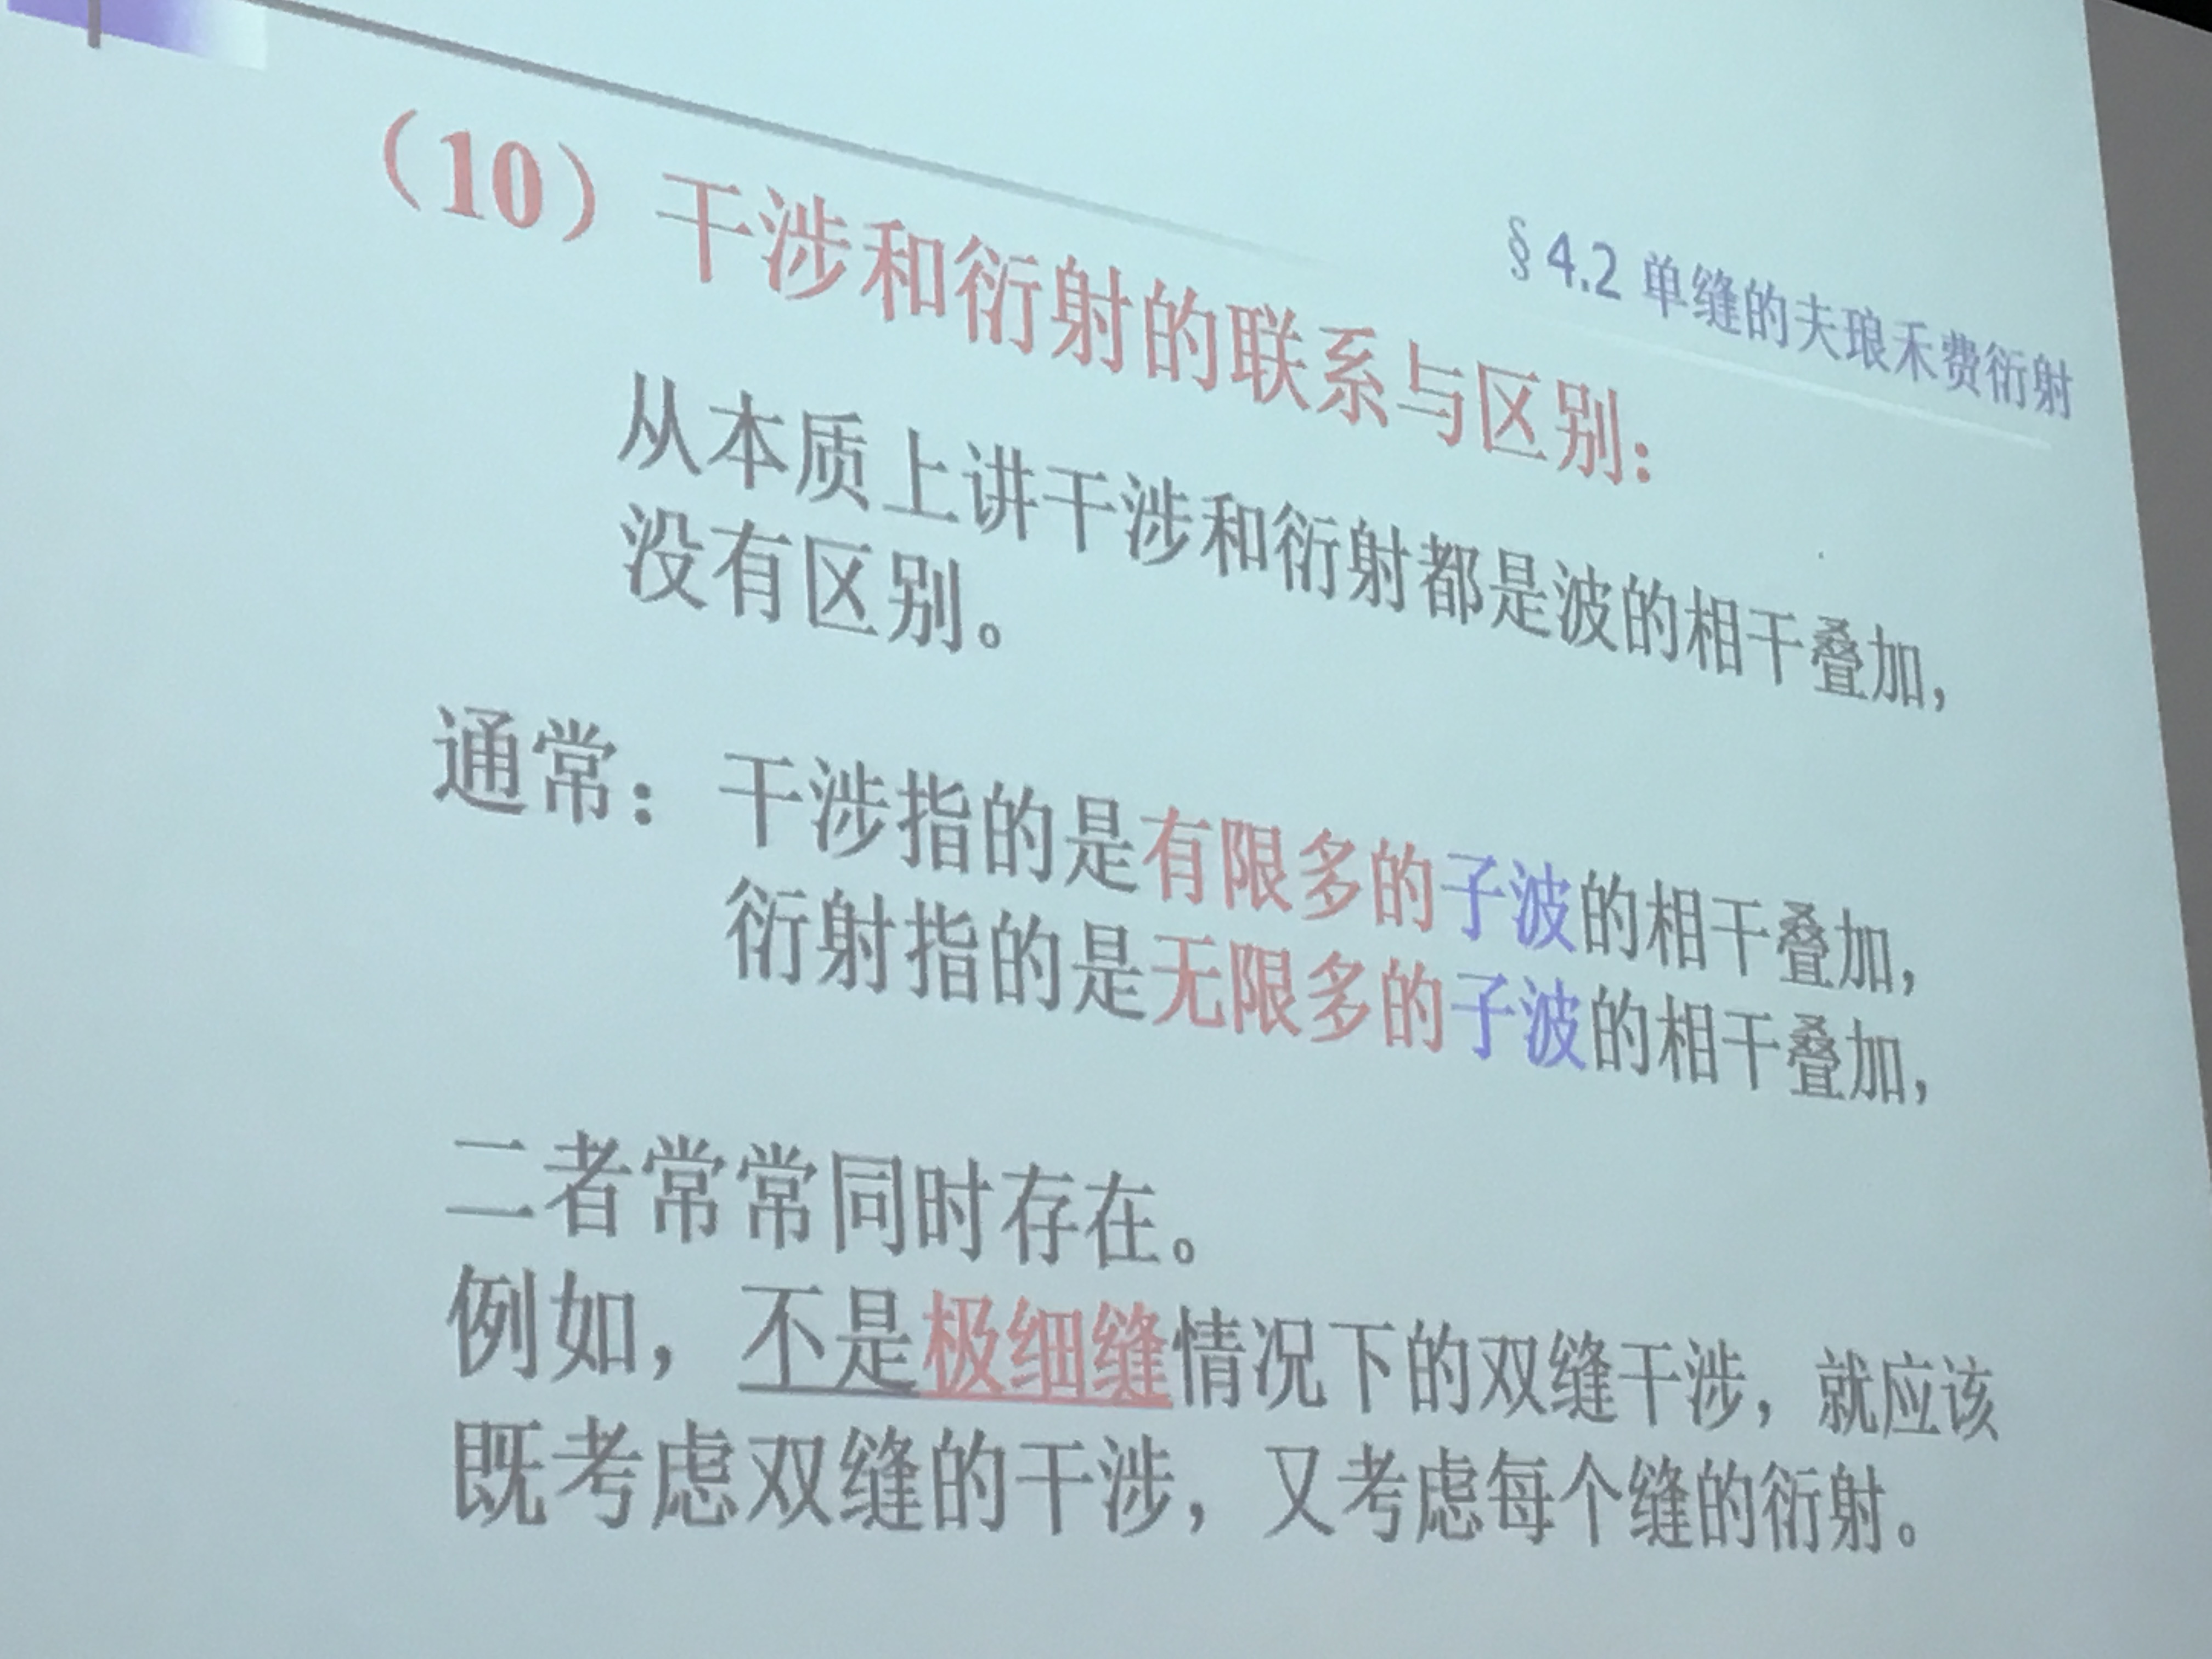 §4.2 单缝的夫琅禾费衍射
（10）干涉和衍射的联系与区别：
从本质上讲干涉和衍射都是波的相干叠加，
没有区别。
通常：干涉指的是有限多的子波的相干叠加，
衍射指的是无限多的子波的相干叠加，
二者常常同时存在。
例如，不是极细缝情况下的双缝干涉，就应该
既考虑双缝的干涉，又考虑每个缝的衍射。